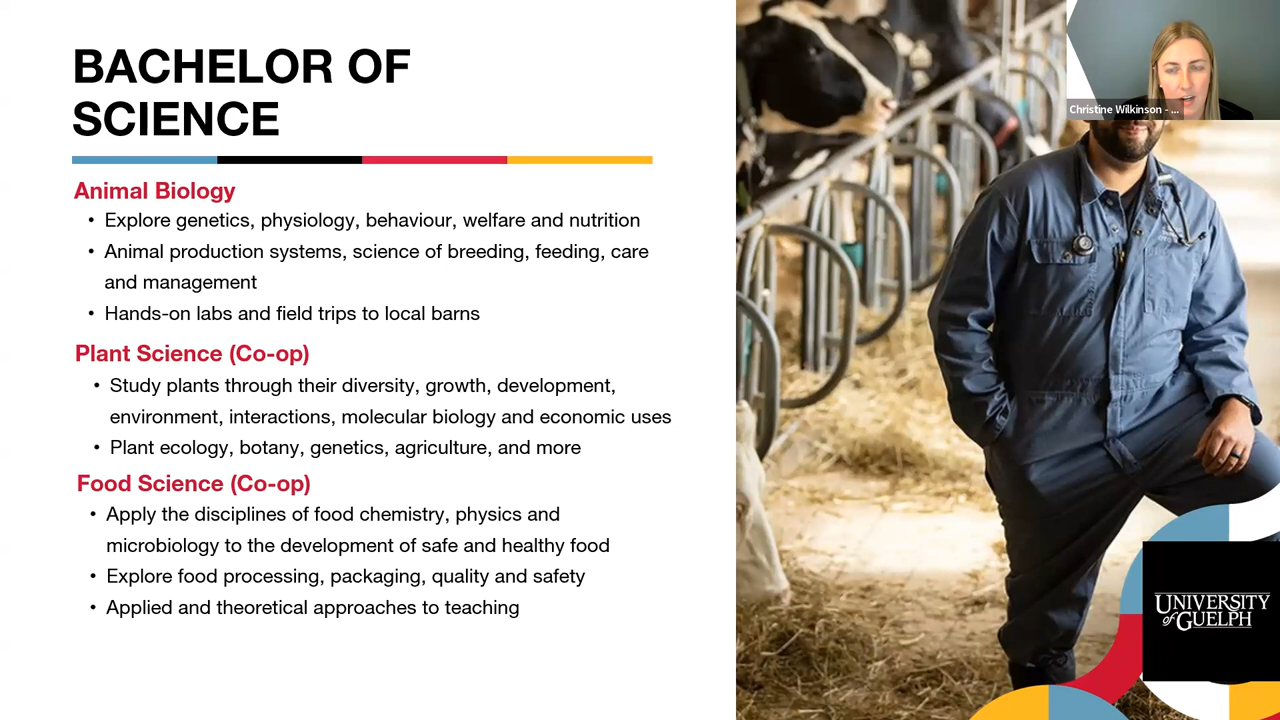 BACHELOR OF
SCIENCE
Animal Biology
• Explore genetics, physiology, behaviour, welfare and nutrition
• Animal production systems, science of breeding, feeding, care
and management
• Hands-on labs and field trips to local barns
Plant Science (Co-op)
• Study plants through their diversity, growth, development,
environment, interactions, molecular biology and economic uses
• Plant ecology, botany, genetics, agriculture, and more
Food Science (Co-op)
• Apply the disciplines of food chemistry, physics and
microbiology to the development of safe and healthy food
• Explore food processing, packaging, quality and safety
• Applied and theoretical approaches to teaching
Christine Wilkinson - ...
UNIVERSITY
of GUELPH